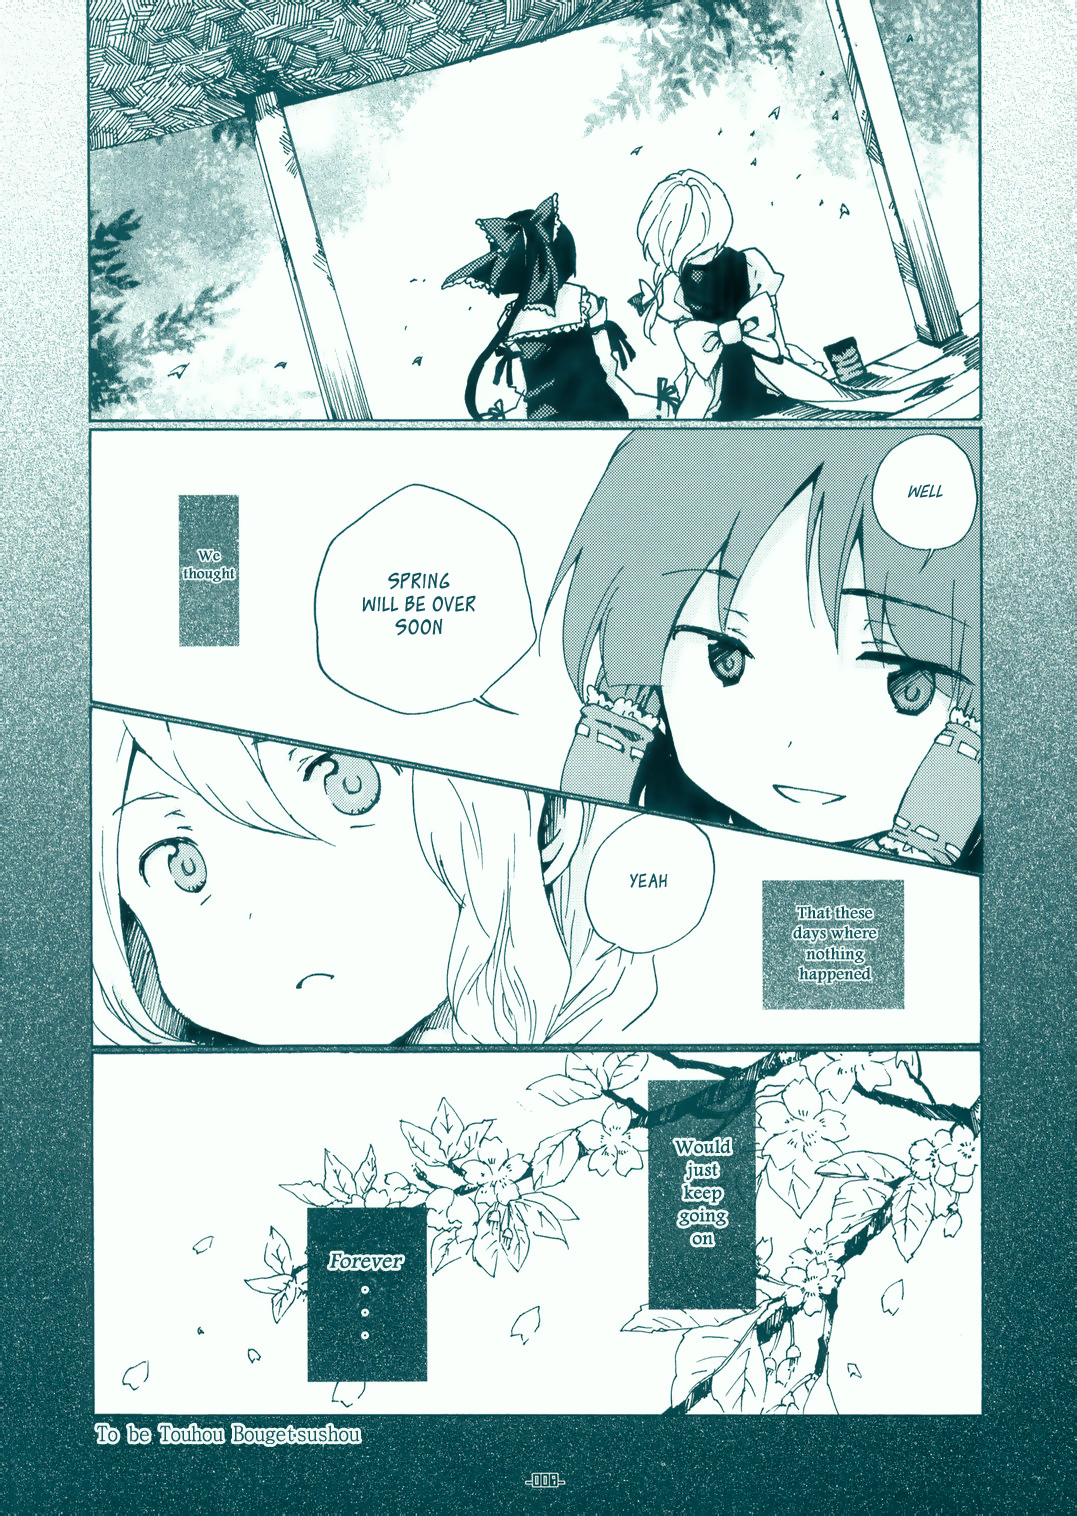 WELL
SPRING
WILL BE OVER
SOON
We
thought
YEAH
That these
days where
nothing
happened
Would
just
keep
going
on
Forever
。
。
。
To be Touhou Bougetsushou
-008-